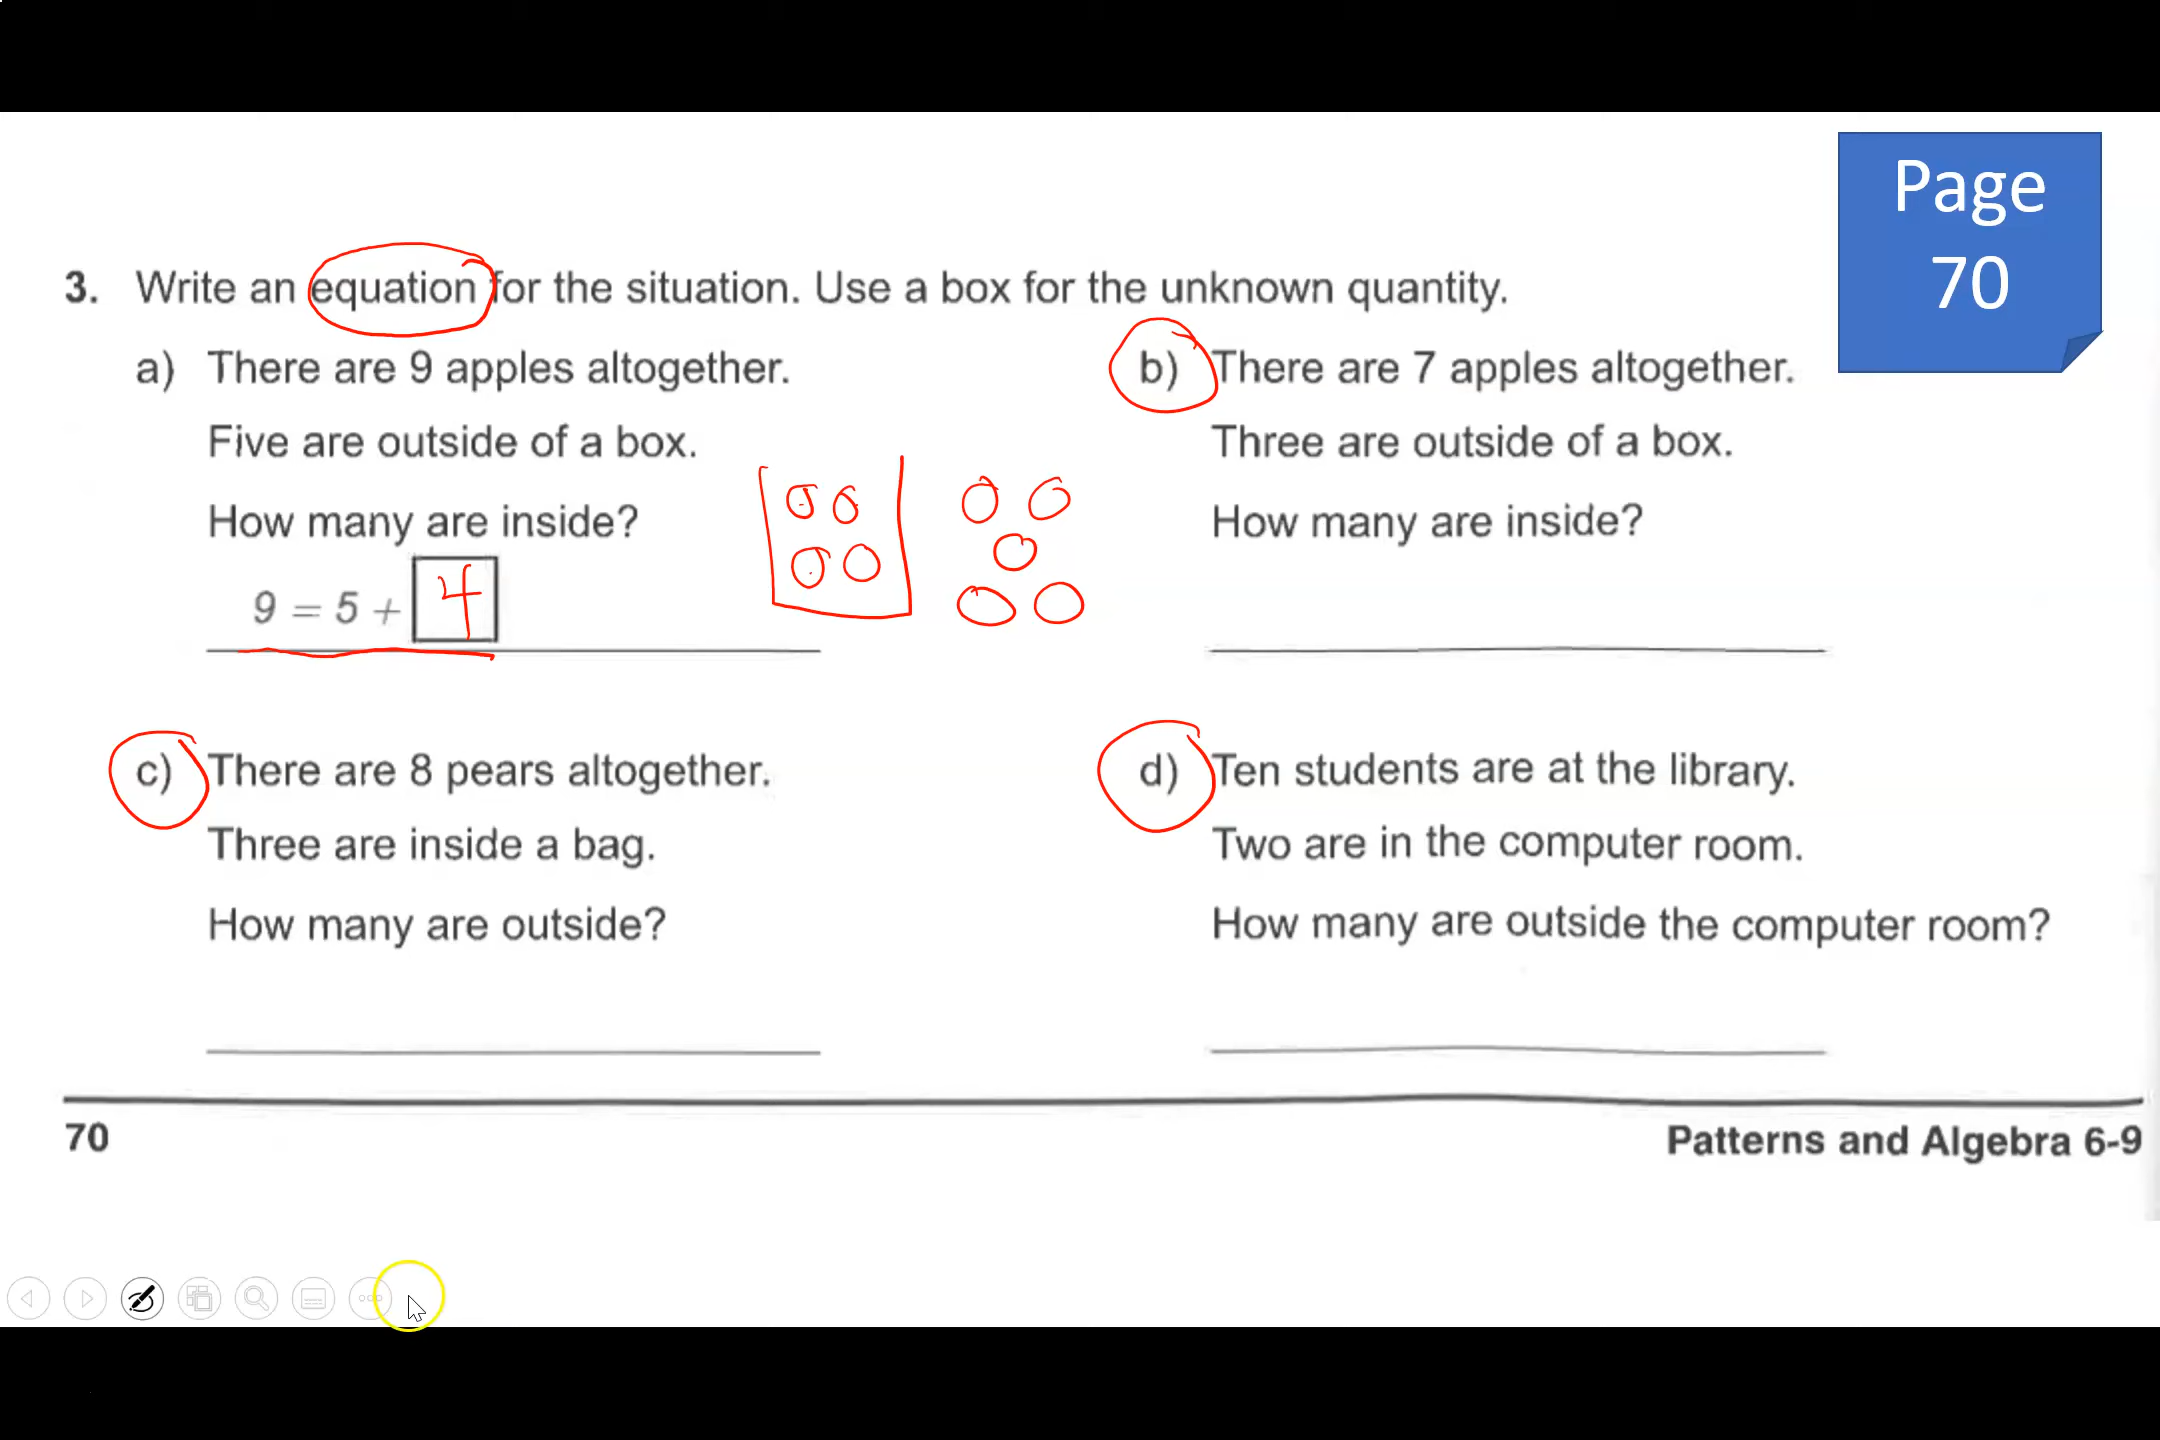 Page
70
3. Write an equation for the situation. Use a box for the unknown quantity.
a) There are 9 apples altogether.
Five are outside of a box.
How many are inside?
9 = 5 + 4
b) There are 7 apples altogether.
Three are outside of a box.
How many are inside?
c) There are 8 pears altogether.
Three are inside a bag.
How many are outside?
d) Ten students are at the library.
Two are in the computer room.
How many are outside the computer room?
70
Patterns and Algebra 6-9